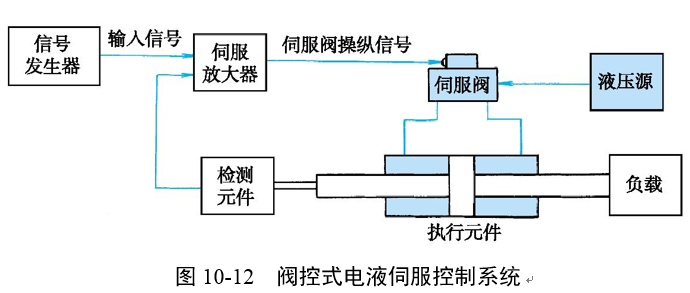 信号
发生器
输入信号
伺服
放大器
伺服阀操纵信号
伺服阀
液压源
检测
元件
执行元件
负载
图 10-12 阀控式电液伺服控制系统